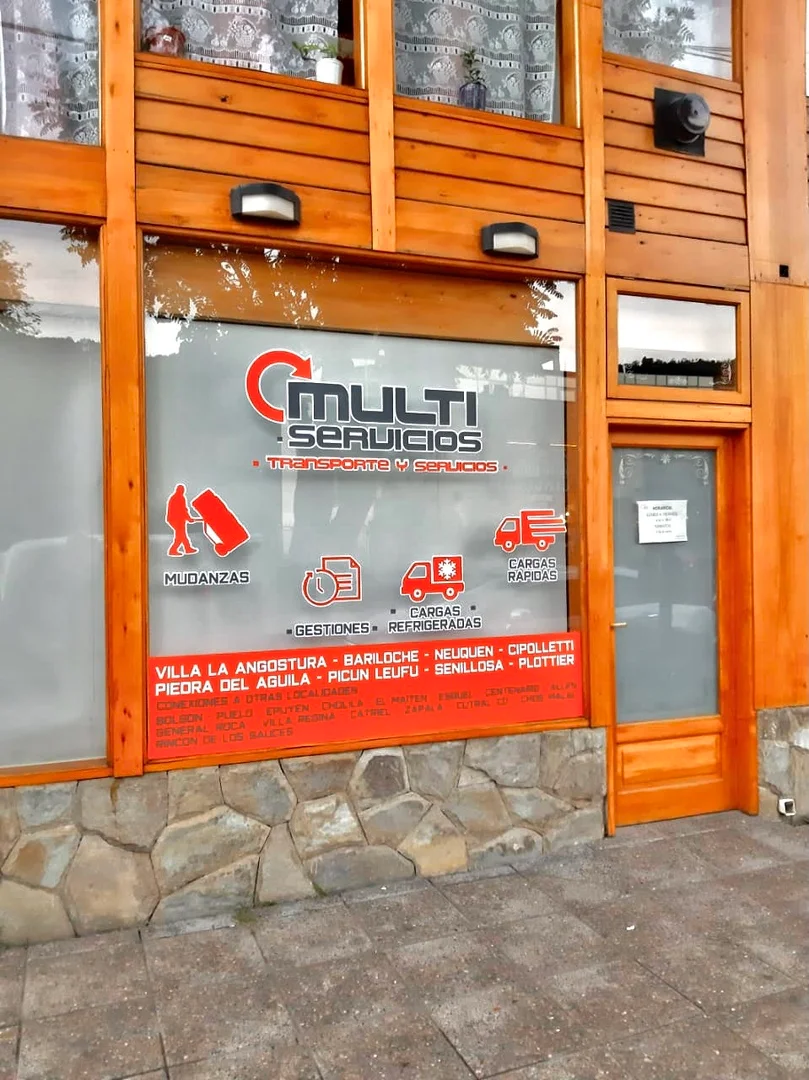 MULTI
SERVICIOS
TRANSPORTE Y SERVICIOS
MUDANZAS
GESTIONES
CARGAS
REFRIGERADAS
CARGAS
RAPIDAS
VILLA LA ANGOSTURA - BARILOCHE - NEUQUEN - CIPOLLETTI
PIEDRA DEL AGUILA - PICUN LEUFU - SENILLOSA - PLOTTIER
CONEXIONES A OTRAS LOCALIDADES
BOLSON PUELO EPUYEN CHOLILA EL MAITEN ESQUEL CENTENARIO ALLEN
GENERAL ROCA VILLA REGINA CATRIEL ZAPALA CUTRAL CO CHOS MALAL
RINCON DE LOS SAUCES